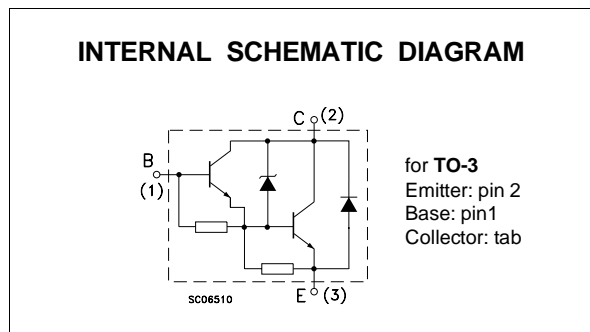 INTERNAL SCHEMATIC DIAGRAM
C (2)
B
(1)
for TO-3
Emitter: pin 2
Base: pin1
Collector: tab
SC06510
E (3)